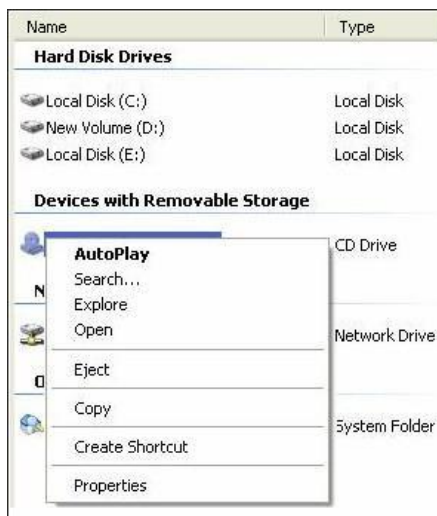 Name Type
Hard Disk Drives
Local Disk (C:) Local Disk
New Volume (D:) Local Disk
Local Disk (E:) Local Disk
Devices with Removable Storage
CD Drive
AutoPlay
Search...
Explore
Open
Network Drive
Eject
Copy
System Folder
Create Shortcut
Properties